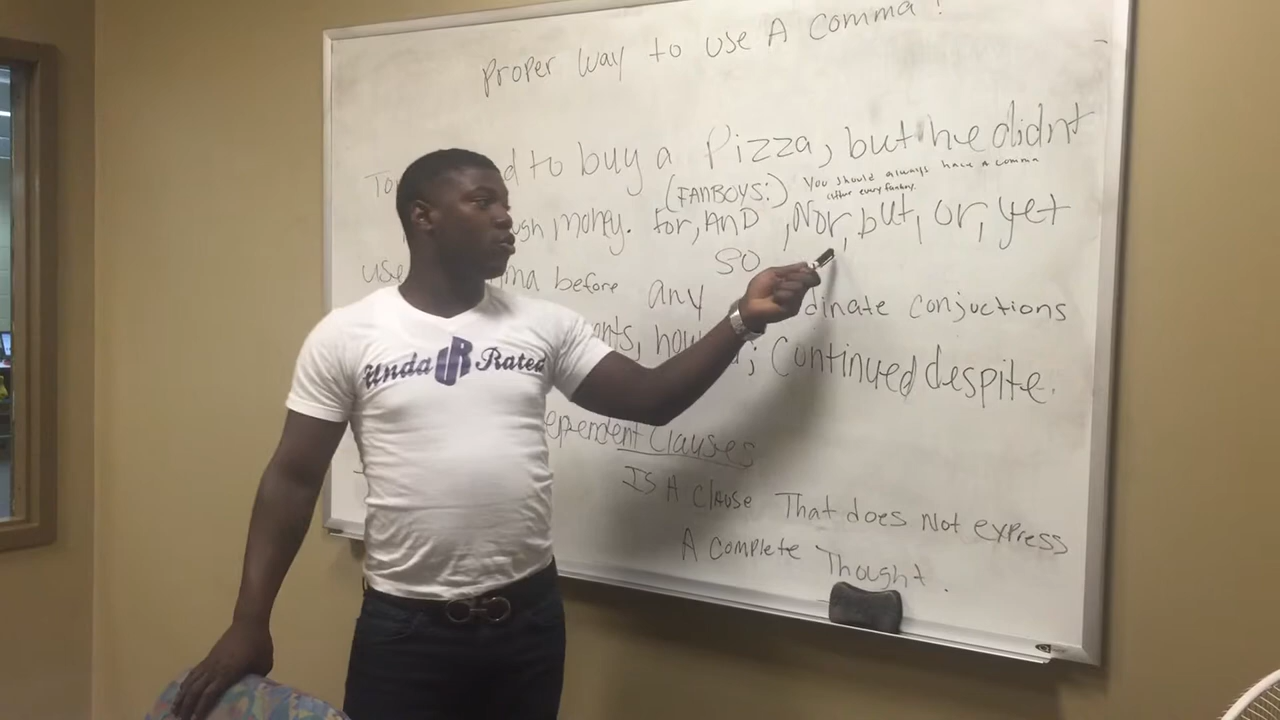 Proper way to use A comma !
To d to buy a Pizza, but he didnt
(FANBOYS:) You should always have a comma
after every fanboy.
ush money. for, AND ,Nor, but, or, yet
so
use ma before any dinate conjuctions
nts, how ; Continued despite.
ependent Clauses
Is A Clause That does Not express
A Complete Thought.
Unda UR Rated